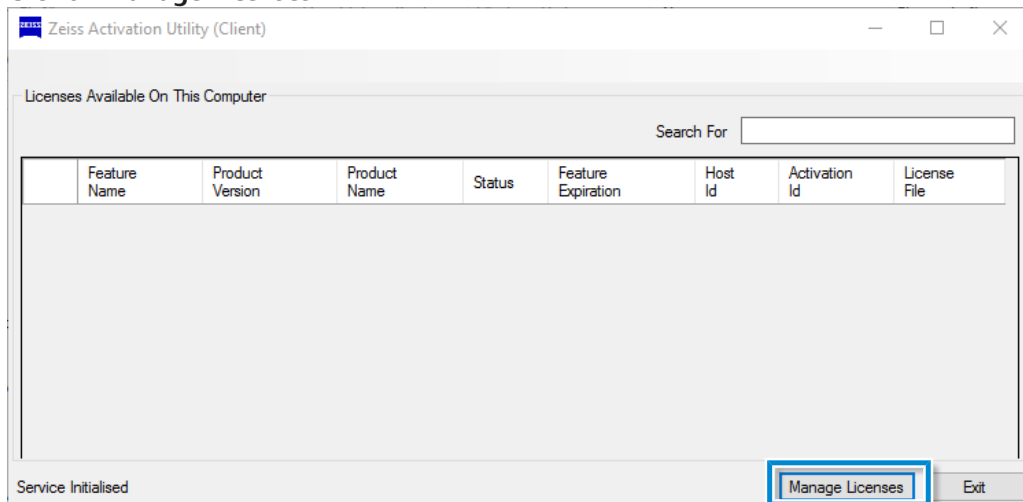 Zeiss Activation Utility (Client)
Licenses Available On This Computer
Search For
Feature Name
Product Version
Product Name
Status
Feature Expiration
Host Id
Activation Id
License File
Service Initialised
Manage Licenses
Exit